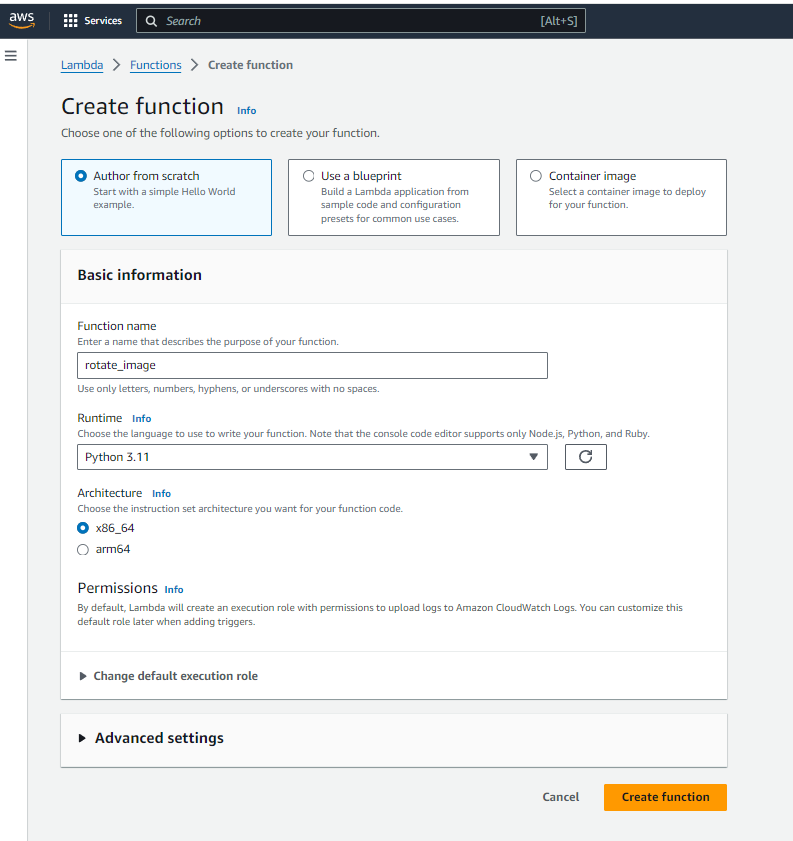 aws Services Search [Alt+S]
Lambda Functions Create function
Create function Info
Choose one of the following options to create your function.
Author from scratch
Start with a simple Hello World
example.
Use a blueprint
Build a Lambda application from
sample code and configuration
presets for common use cases.
Container image
Select a container image to deploy
for your function.
Basic information
Function name
Enter a name that describes the purpose of your function.
rotate_image
Use only letters, numbers, hyphens, or underscores with no spaces.
Runtime Info
Choose the language to use to write your function. Note that the console code editor supports only Node.js, Python, and Ruby.
Python 3.11
Architecture Info
Choose the instruction set architecture you want for your function code.
x86_64
arm64
Permissions Info
By default, Lambda will create an execution role with permissions to upload logs to Amazon CloudWatch Logs. You can customize this
default role later when adding triggers.
Change default execution role
Advanced settings
Cancel Create function